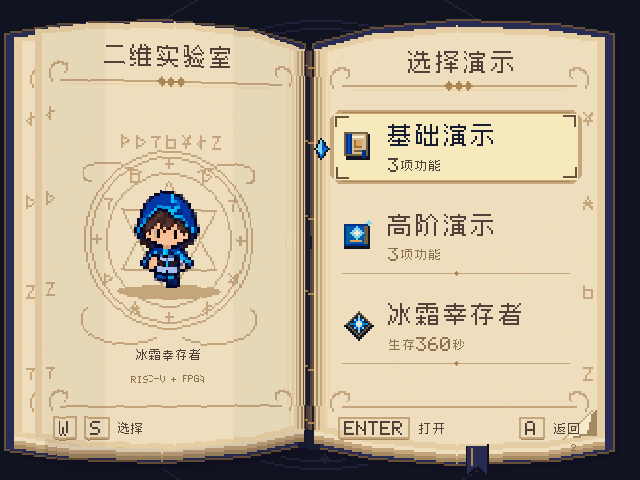 二维实验室
冰霜幸存者
RISC-V + FPGA
W S 选择
选择演示
基础演示
3项功能
高阶演示
3项功能
冰霜幸存者
生存360秒
ENTER 打开
A 返回